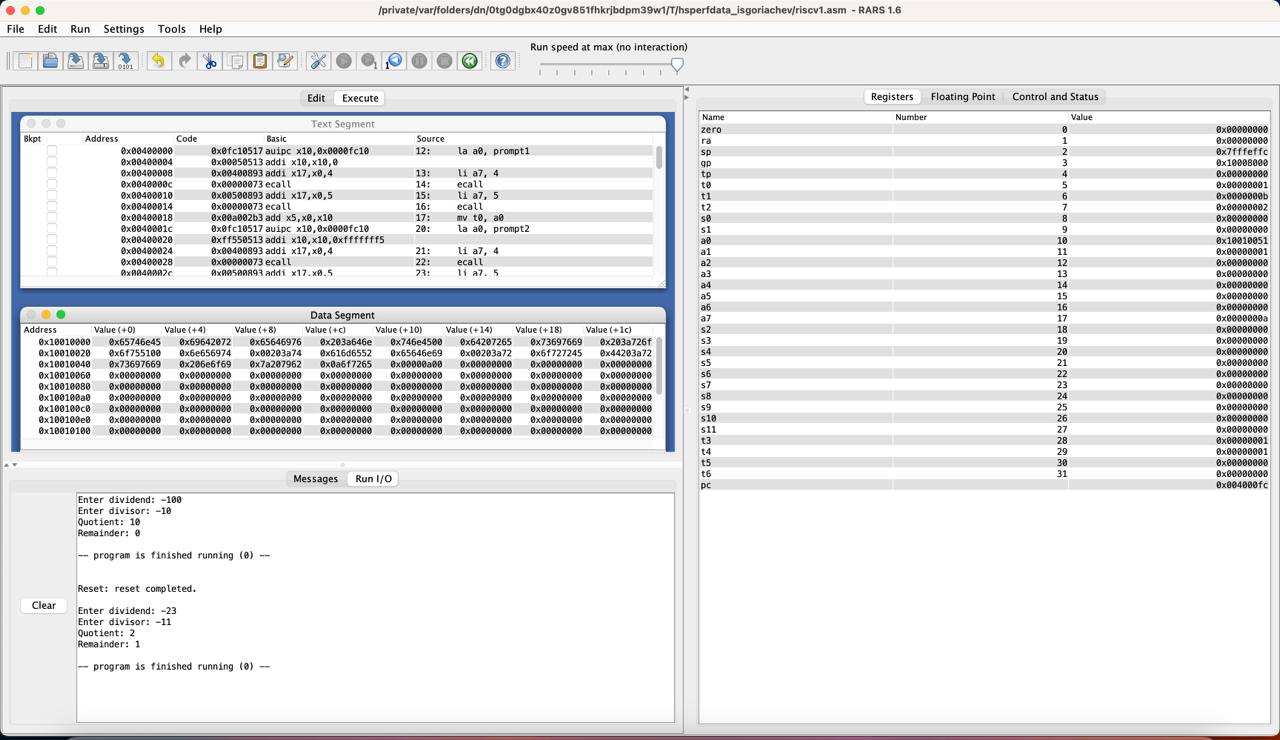 /private/var/folders/dn/0tg0dgbx40z0gv851fhkrjbdpm39w1/T/hsperfdata_isgoriachev/riscv1.asm - RARS 1.6
File Edit Run Settings Tools Help
Run speed at max (no interaction)
Edit Execute
Text Segment
Bkpt Address Code Basic Source
0x00400000 0x0fc10517 auipc x10,0x0000fc10 12: la a0, prompt1
0x00400004 0x00050513 addi x10,x10,0
0x00400008 0x00400893 addi x17,x0,4 13: li a7, 4
0x0040000c 0x00000073 ecall 14: ecall
0x00400010 0x00500893 addi x17,x0,5 15: li a7, 5
0x00400014 0x00000073 ecall 16: ecall
0x00400018 0x00a002b3 add x5,x0,x10 17: mv t0, a0
0x0040001c 0x0fc10517 auipc x10,0x0000fc10 20: la a0, prompt2
0x00400020 0xff550513 addi x10,x10,0xfffffff5
0x00400024 0x00400893 addi x17,x0,4 21: li a7, 4
0x00400028 0x00000073 ecall 22: ecall
0x0040002c 0x00500893 addi x17,x0,5 23: li a7, 5
Data Segment
Address Value (+0) Value (+4) Value (+8) Value (+c) Value (+10) Value (+14) Value (+18) Value (+1c)
0x10010000 0x65746e45 0x69642072 0x65646976 0x203a646e 0x746e4500 0x64207265 0x73697669 0x203a726f
0x10010020 0x6f755100 0x6e656974 0x00203a74 0x616d6552 0x65646e69 0x00203a72 0x6f727245 0x44203a72
0x10010040 0x73697669 0x206e6f69 0x7a207962 0x0a6f7265 0x00000a00 0x00000000 0x00000000 0x00000000
0x10010060 0x00000000 0x00000000 0x00000000 0x00000000 0x00000000 0x00000000 0x00000000 0x00000000
0x10010080 0x00000000 0x00000000 0x00000000 0x00000000 0x00000000 0x00000000 0x00000000 0x00000000
0x100100a0 0x00000000 0x00000000 0x00000000 0x00000000 0x00000000 0x00000000 0x00000000 0x00000000
0x100100c0 0x00000000 0x00000000 0x00000000 0x00000000 0x00000000 0x00000000 0x00000000 0x00000000
0x100100e0 0x00000000 0x00000000 0x00000000 0x00000000 0x00000000 0x00000000 0x00000000 0x00000000
0x10010100 0x00000000 0x00000000 0x00000000 0x00000000 0x00000000 0x00000000 0x00000000 0x00000000
Messages Run I/O
Clear
Enter dividend: -100
Enter divisor: -10
Quotient: 10
Remainder: 0
-- program is finished running (0) --
Reset: reset completed.
Enter dividend: -23
Enter divisor: -11
Quotient: 2
Remainder: 1
-- program is finished running (0) --
Registers Floating Point Control and Status
Name Number Value
zero 0 0x00000000
ra 1 0x00000000
sp 2 0x7fffeffc
gp 3 0x10008000
tp 4 0x00000000
t0 5 0x00000001
t1 6 0x0000000b
t2 7 0x00000002
s0 8 0x00000000
s1 9 0x00000000
a0 10 0x10010051
a1 11 0x00000001
a2 12 0x00000000
a3 13 0x00000000
a4 14 0x00000000
a5 15 0x00000000
a6 16 0x00000000
a7 17 0x0000000a
s2 18 0x00000000
s3 19 0x00000000
s4 20 0x00000000
s5 21 0x00000000
s6 22 0x00000000
s7 23 0x00000000
s8 24 0x00000000
s9 25 0x00000000
s10 26 0x00000000
s11 27 0x00000000
t3 28 0x00000001
t4 29 0x00000001
t5 30 0x00000000
t6 31 0x00000000
pc 0x004000fc